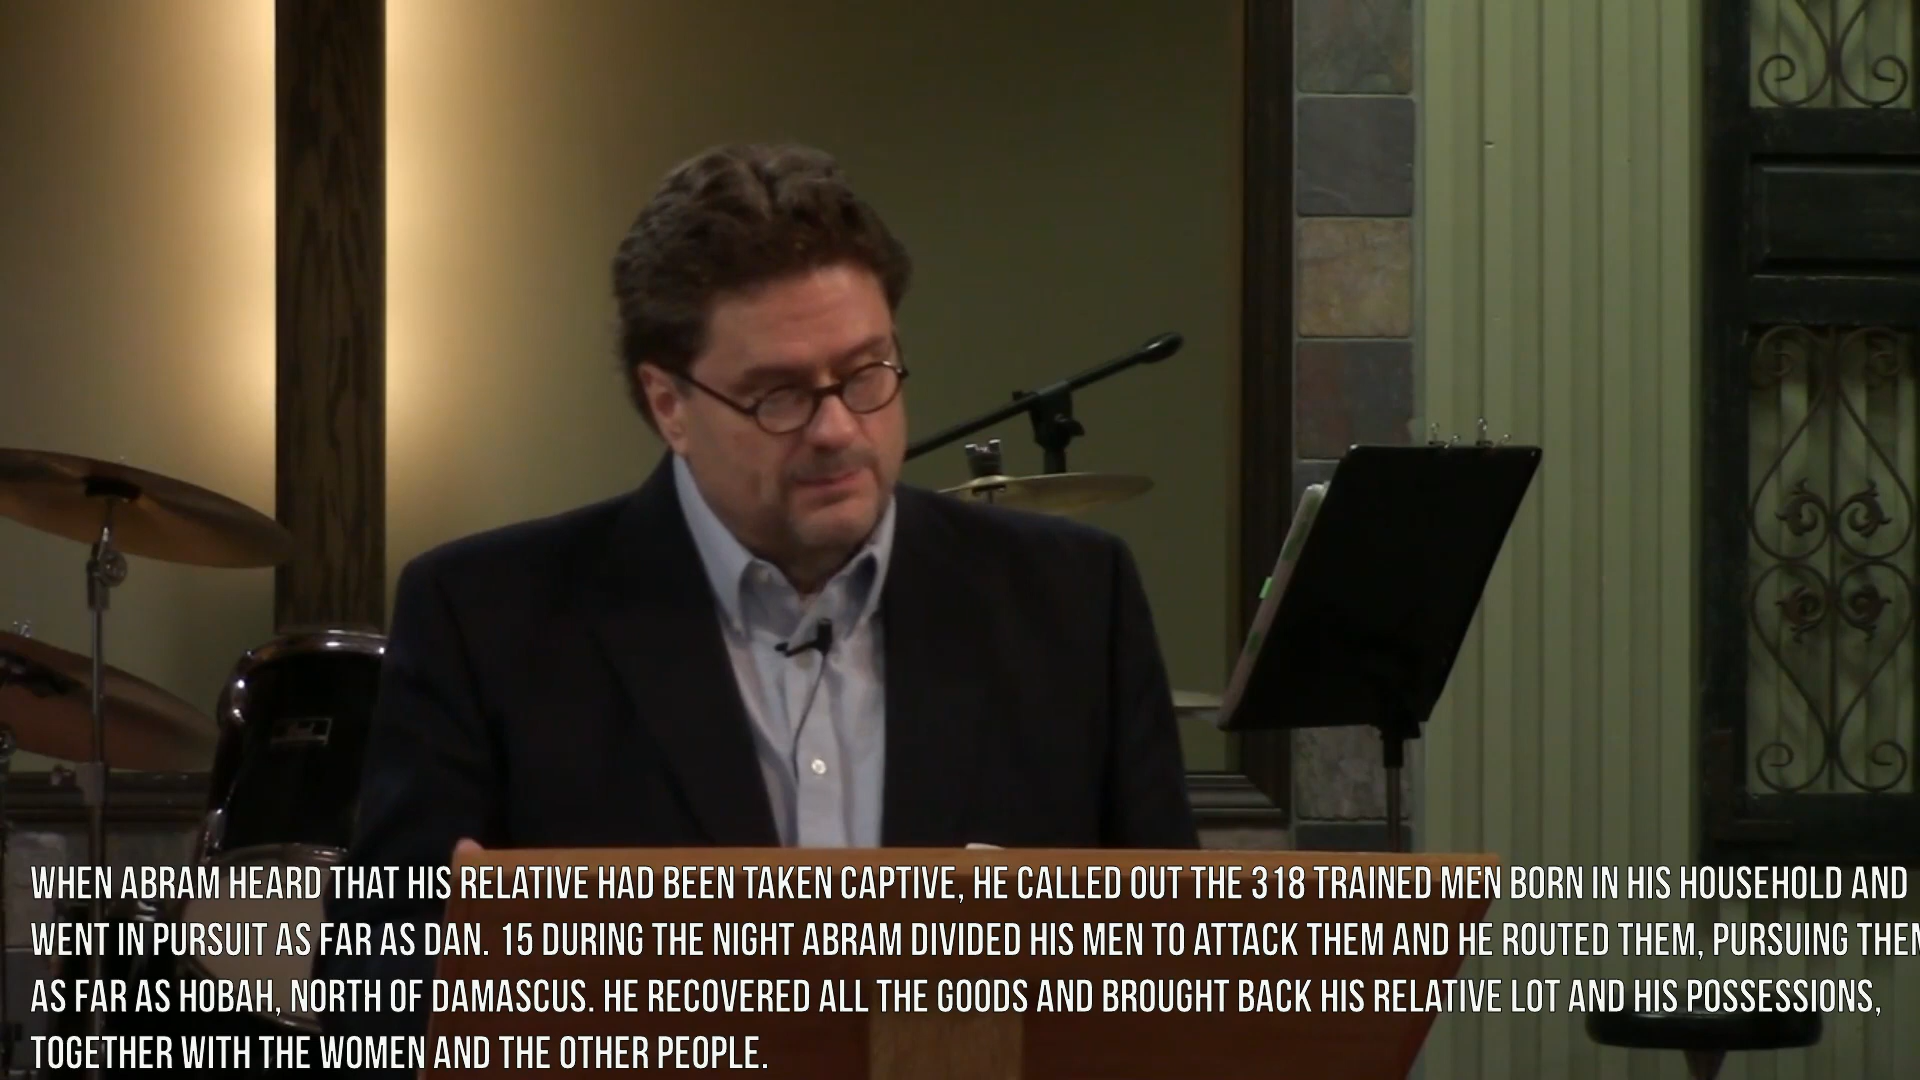 WHEN ABRAM HEARD THAT HIS RELATIVE HAD BEEN TAKEN CAPTIVE, HE CALLED OUT THE 318 TRAINED MEN BORN IN HIS HOUSEHOLD AND
WENT IN PURSUIT AS FAR AS DAN. 15 DURING THE NIGHT ABRAM DIVIDED HIS MEN TO ATTACK THEM AND HE ROUTED THEM, PURSUING THEM
AS FAR AS HOBAH, NORTH OF DAMASCUS. HE RECOVERED ALL THE GOODS AND BROUGHT BACK HIS RELATIVE LOT AND HIS POSSESSIONS,
TOGETHER WITH THE WOMEN AND THE OTHER PEOPLE.